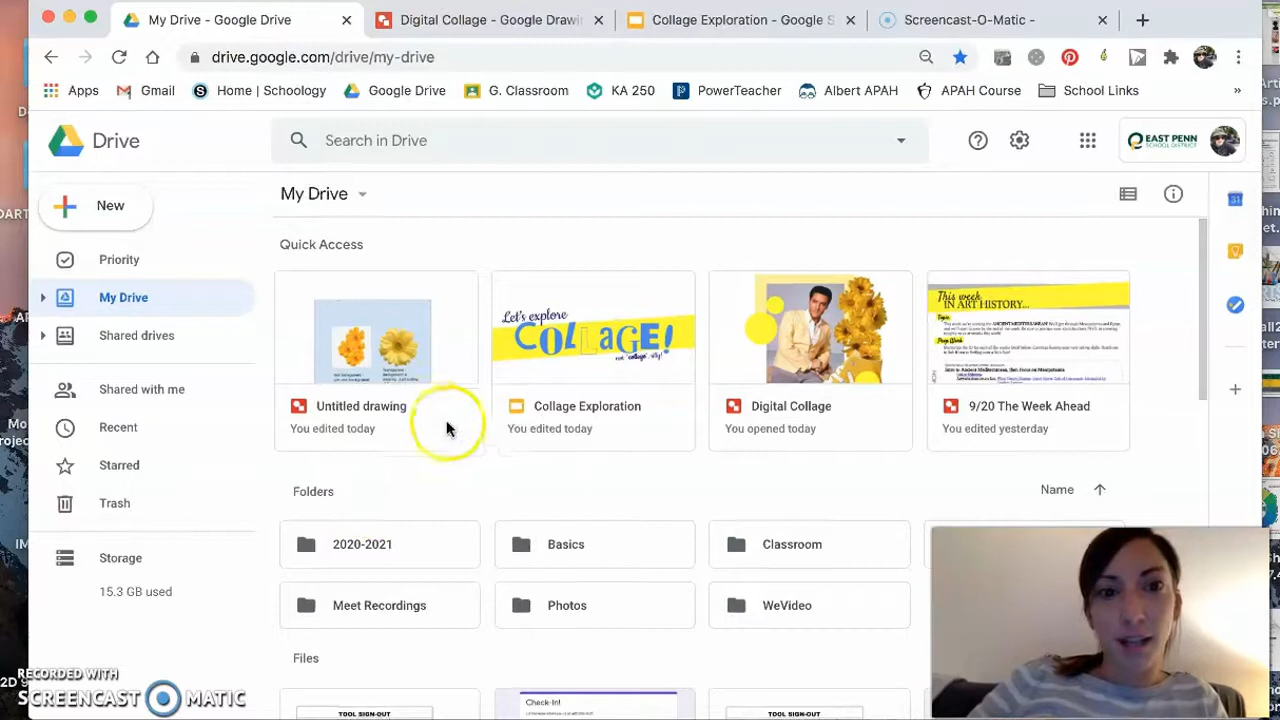 My Drive - Google Drive
Digital Collage - Google Draw
Collage Exploration - Google
Screencast-O-Matic -
drive.google.com/drive/my-drive
Apps
Gmail
Home | Schoology
Google Drive
G. Classroom
KA 250
PowerTeacher
Albert APAH
APAH Course
School Links
Drive
Search in Drive
EAST PENN
SCHOOL DISTRICT
New
My Drive
Priority
My Drive
Shared drives
Shared with me
Recent
Starred
Trash
Storage
15.3 GB used
Quick Access
Let's explore
COLLAGE!
This week
IN ART HISTORY...
Untitled drawing
You edited today
Collage Exploration
You edited today
Digital Collage
You opened today
9/20 The Week Ahead
You edited yesterday
Folders
Name
2020-2021
Basics
Classroom
Meet Recordings
Photos
WeVideo
Files
TOOL SIGN-OUT
Check-In!
TOOL SIGN-OUT
RECORDED WITH
SCREENCAST MATIC